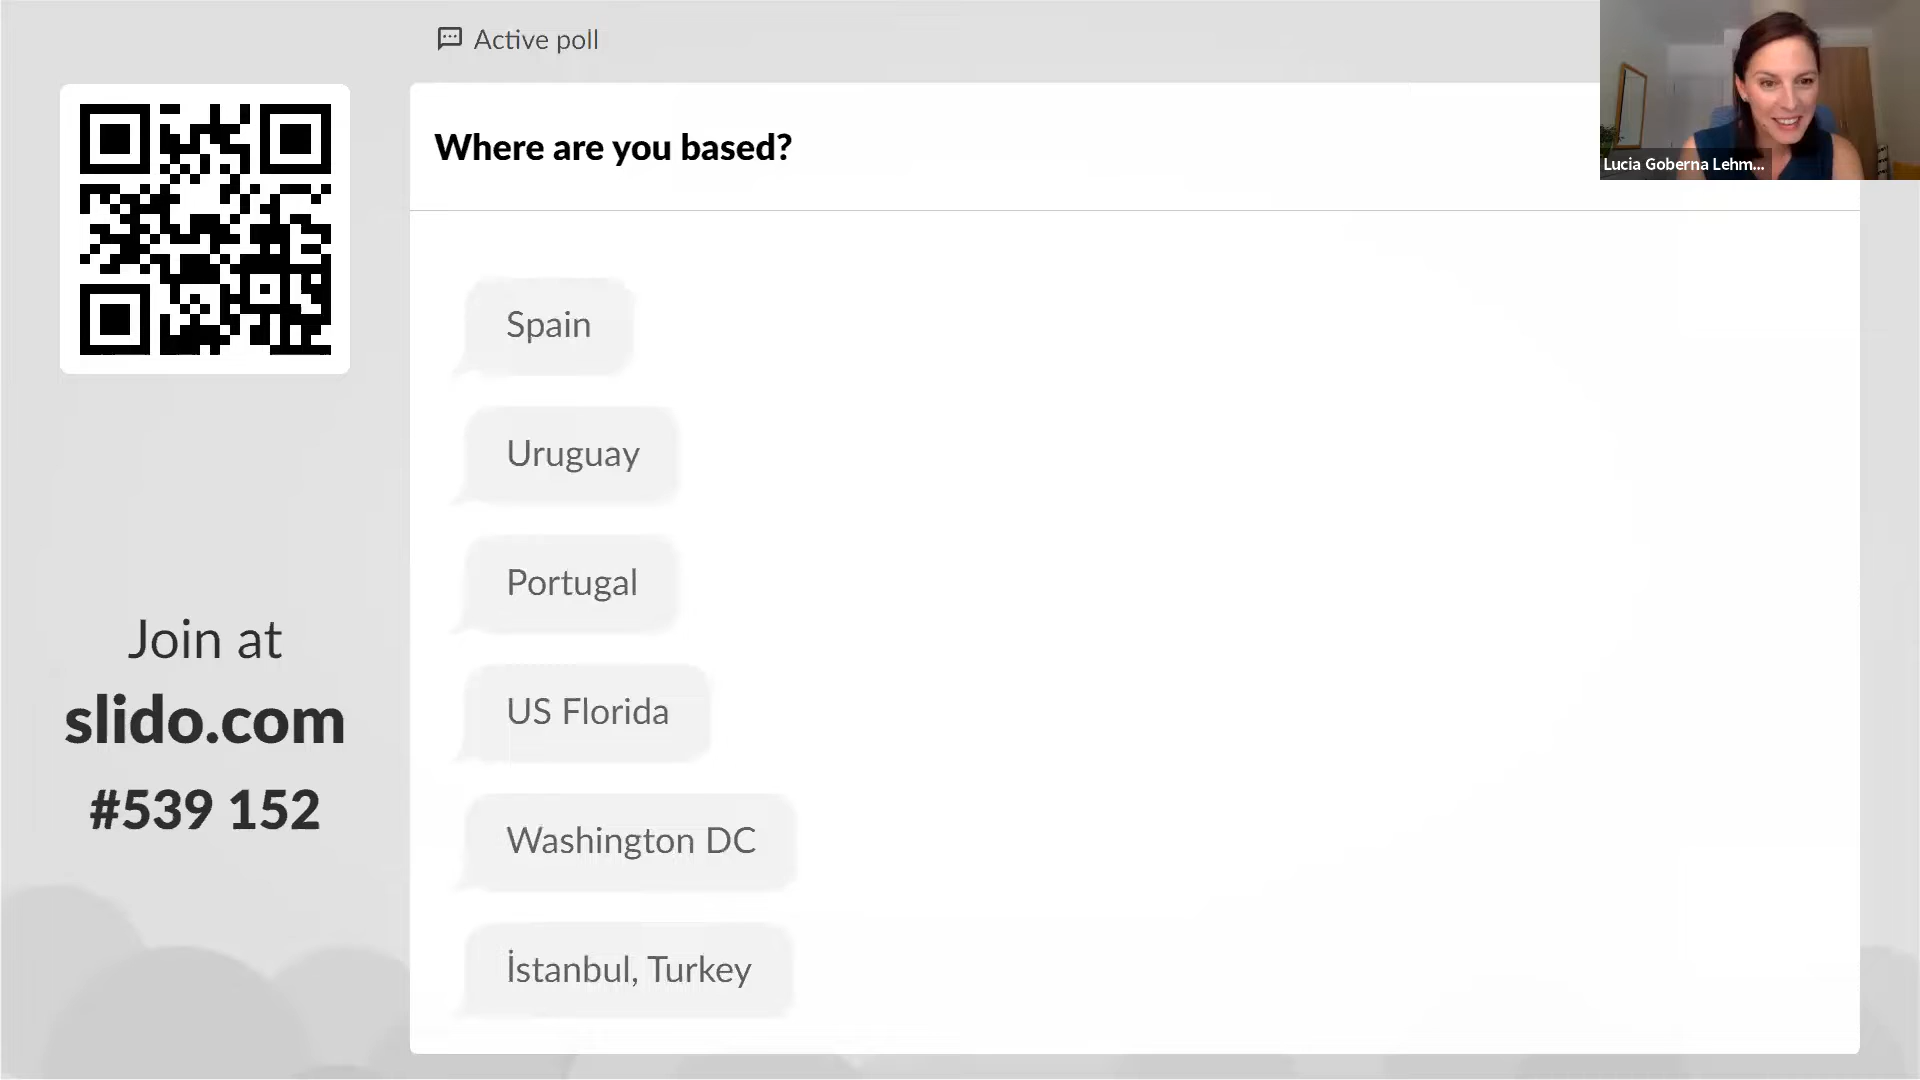 Active poll
Where are you based?
Lucia Goberna Lehm...
Spain
Uruguay
Portugal
US Florida
Washington DC
İstanbul, Turkey
Join at
slido.com
#539 152